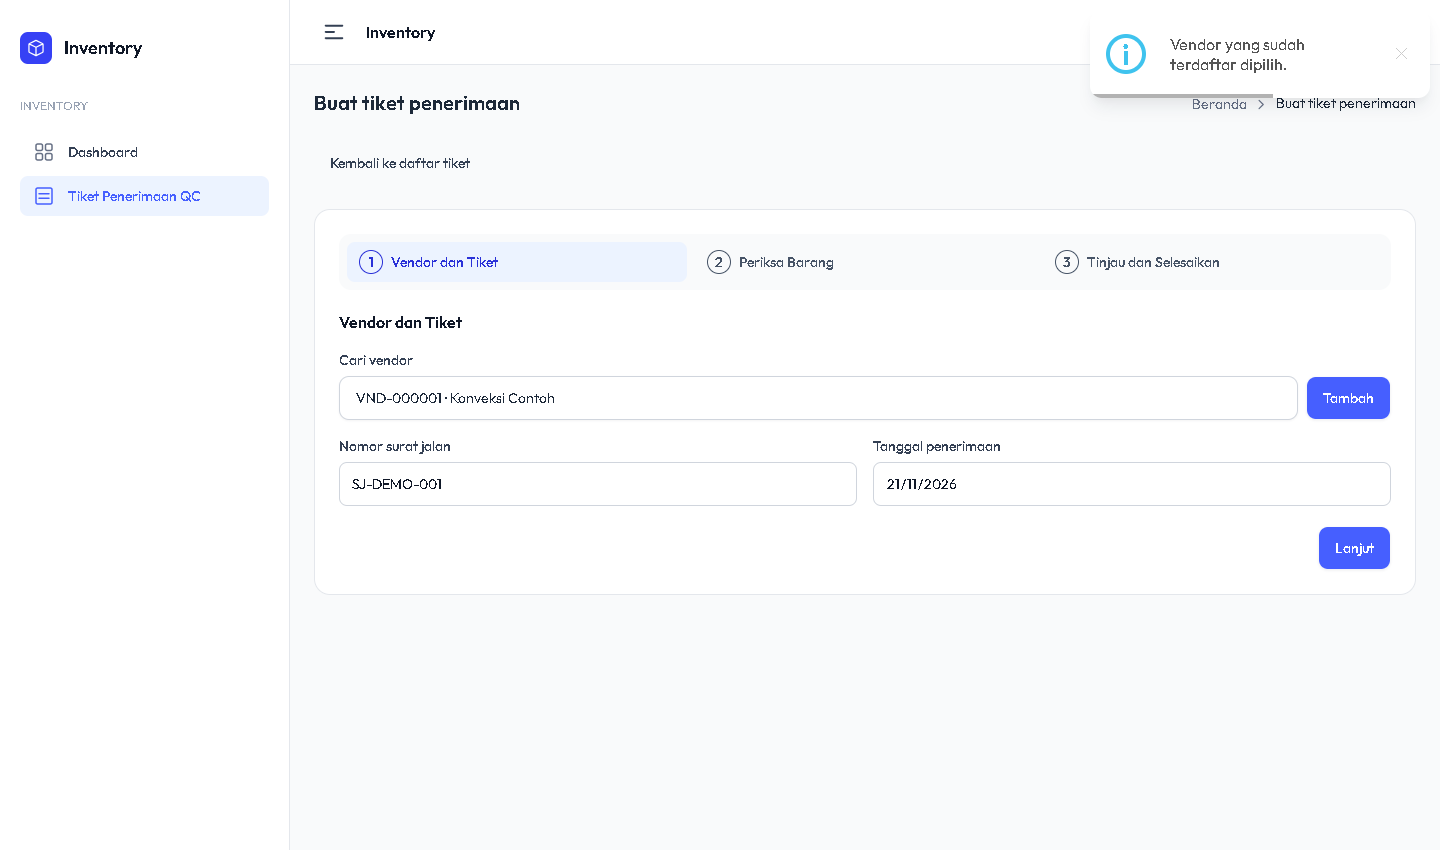 Inventory
INVENTORY
Dashboard
Tiket Penerimaan QC
Inventory
Vendor yang sudah
terdaftar dipilih.
Buat tiket penerimaan
Beranda > Buat tiket penerimaan
Kembali ke daftar tiket
1 Vendor dan Tiket
2 Periksa Barang
3 Tinjau dan Selesaikan
Vendor dan Tiket
Cari vendor
VND-000001 · Konveksi Contoh
Tambah
Nomor surat jalan
Tanggal penerimaan
SJ-DEMO-001
21/11/2026
Lanjut